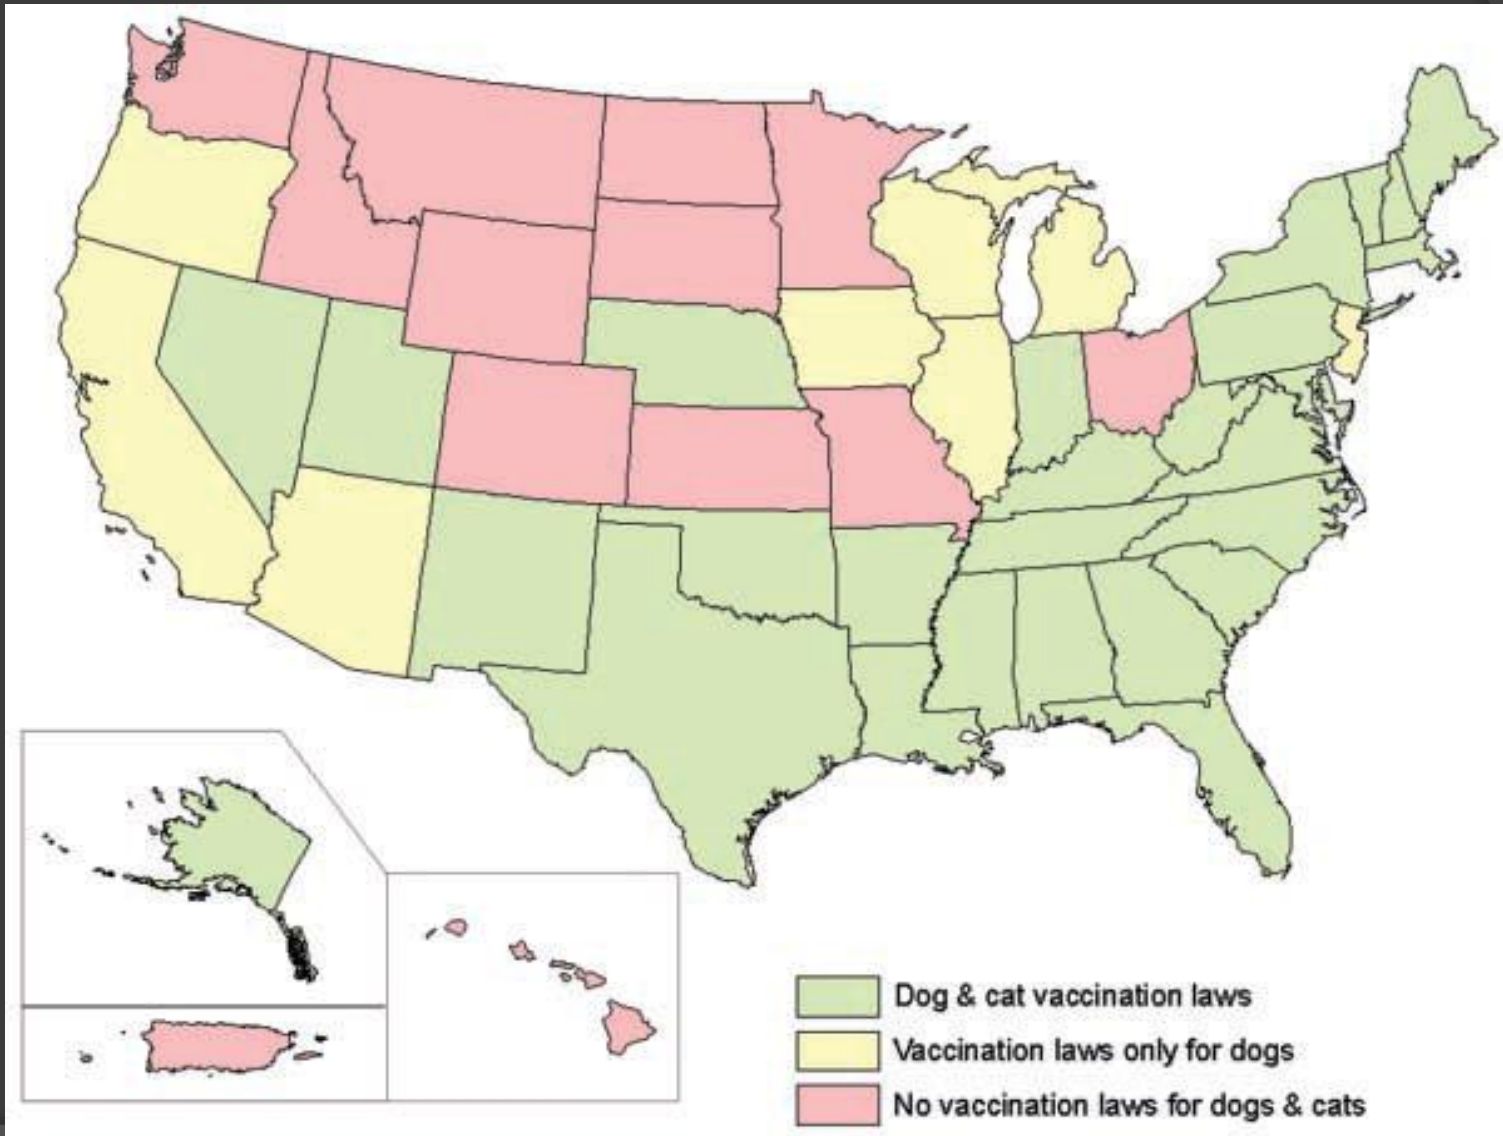 Dog & cat vaccination laws
Vaccination laws only for dogs
No vaccination laws for dogs & cats